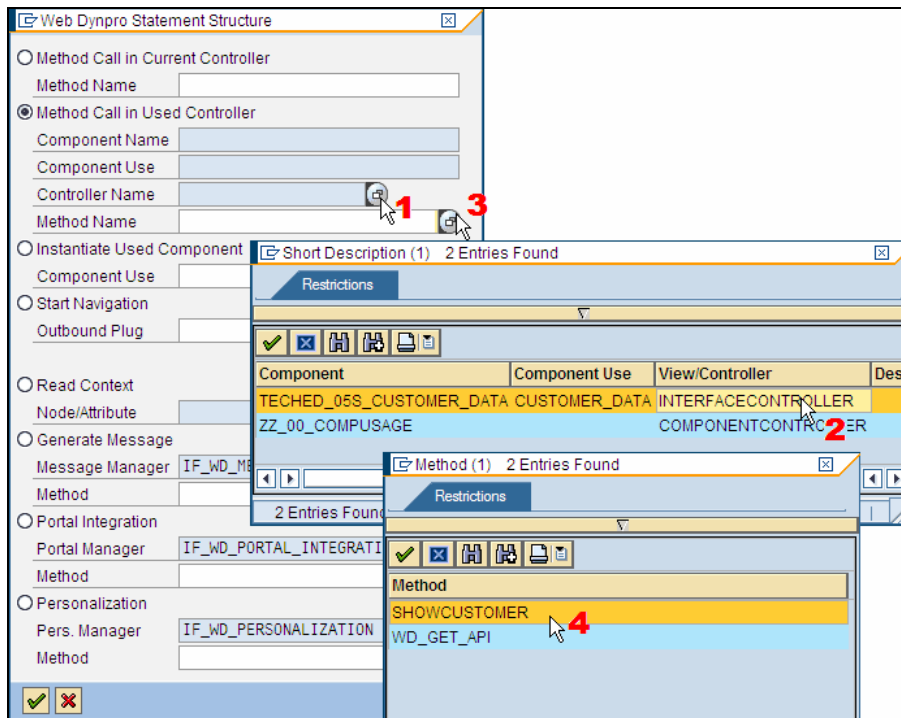 Web Dynpro Statement Structure
Method Call in Current Controller
Method Name
Method Call in Used Controller
Component Name
Component Use
Controller Name
1
Method Name
3
Instantiate Used Component
Component Use
Start Navigation
Outbound Plug
Read Context
Node/Attribute
Generate Message
Message Manager IF_WD_ME
Method
Portal Integration
Portal Manager IF_WD_PORTAL_INTEGRATI
Method
Personalization
Pers. Manager IF_WD_PERSONALIZATION
Method
Short Description (1) 2 Entries Found
Restrictions
Component Component Use View/Controller Des
TECHED_05S_CUSTOMER_DATA CUSTOMER_DATA INTERFACECONTROLLER
ZZ_00_COMPUSAGE COMPONENTCONTROLLER
2
2 Entries Found
Method (1) 2 Entries Found
Restrictions
Method
SHOWCUSTOMER
4
WD_GET_API